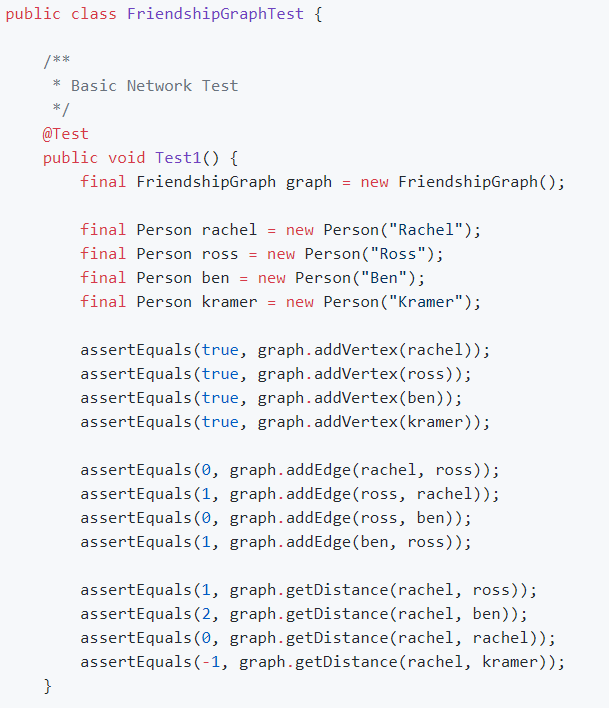 public class FriendshipGraphTest {
/**
* Basic Network Test
*/
@Test
public void Test1() {
final FriendshipGraph graph = new FriendshipGraph();
final Person rachel = new Person("Rachel");
final Person ross = new Person("Ross");
final Person ben = new Person("Ben");
final Person kramer = new Person("Kramer");
assertEquals(true, graph.addVertex(rachel));
assertEquals(true, graph.addVertex(ross));
assertEquals(true, graph.addVertex(ben));
assertEquals(true, graph.addVertex(kramer));
assertEquals(0, graph.addEdge(rachel, ross));
assertEquals(1, graph.addEdge(ross, rachel));
assertEquals(0, graph.addEdge(ross, ben));
assertEquals(1, graph.addEdge(ben, ross));
assertEquals(1, graph.getDistance(rachel, ross));
assertEquals(2, graph.getDistance(rachel, ben));
assertEquals(0, graph.getDistance(rachel, rachel));
assertEquals(-1, graph.getDistance(rachel, kramer));
}